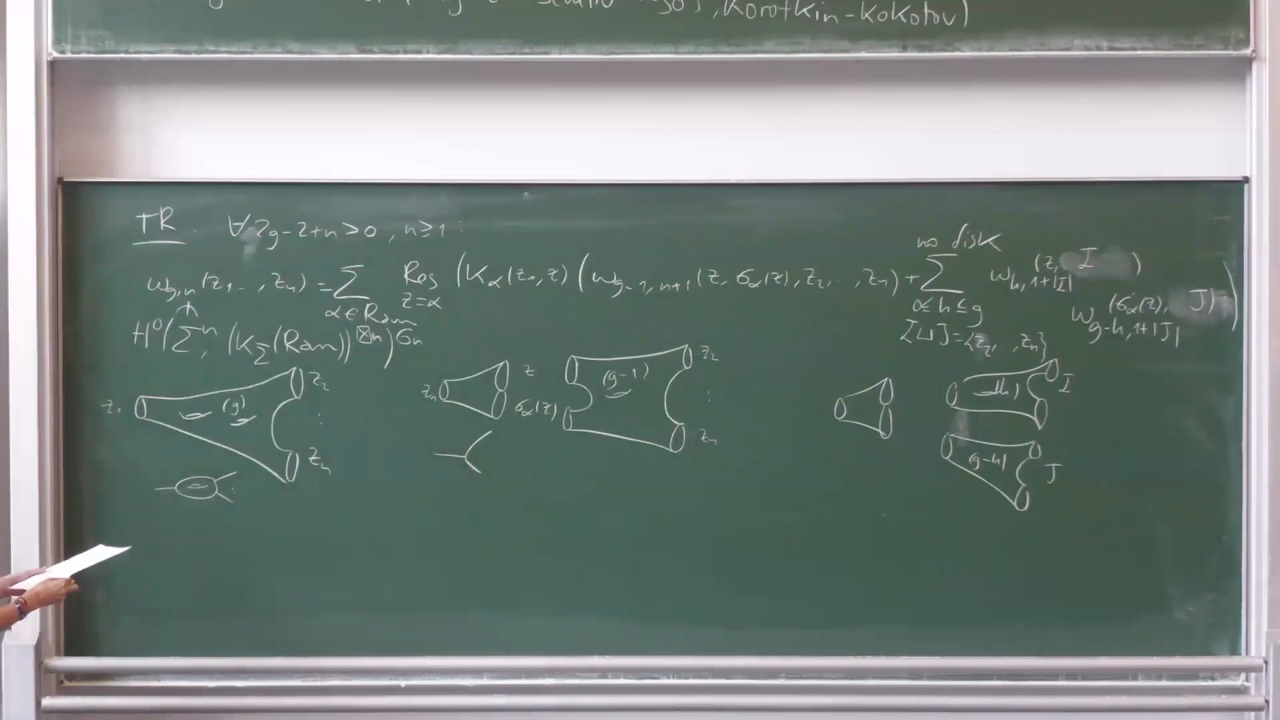 Korotkin-Kokotov)
TR : ∀ 2g-2+n>0 , n≥1 :
ω_{g,n}(z_1, .. , z_n) = Σ_{α∈Ram} Res_{z=α} (K_α(z_1, z) (ω_{g-1,n+1}(z, σ_α(z), z_2, .. , z_n) + Σ^{no disk}_{0≤h≤g, I⊔J={z_2, .. , z_n}} ω_{h,1+|I|}(z, I) ω_{g-h,1+|J|}(σ_α(z), J)))
H^0(Σ^n, (K_Σ(Ram))^{⊠n})^{σ_n}
z_1 (g) z_2 : z_n
z_1 z σ_α(z) (g-1) z_2 : z_n
(h) I
(g-h) J